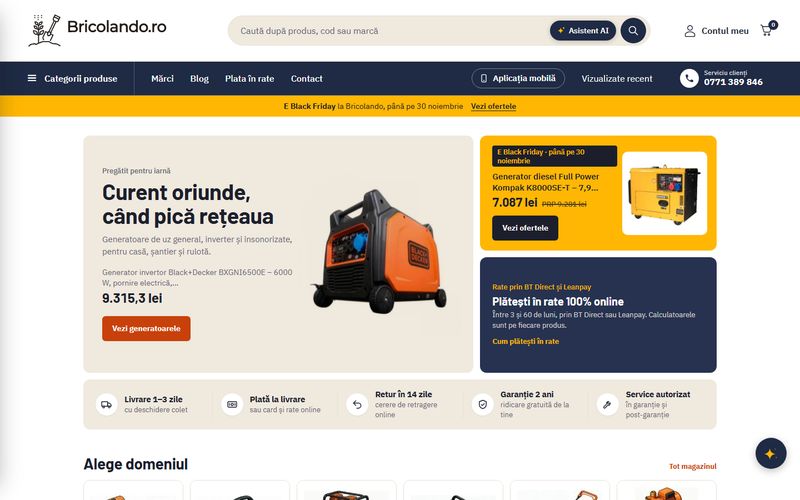 Bricolando.ro
Caută după produs, cod sau marcă
Asistent AI
Contul meu
0
Categorii produse
Mărci
Blog
Plata în rate
Contact
Aplicația mobilă
Vizualizate recent
Serviciu clienți
0771 389 846
E Black Friday la Bricolando, până pe 30 noiembrie Vezi ofertele
Pregătit pentru iarnă
Curent oriunde,
când pică rețeaua
Generatoare de uz general, inverter și insonorizate,
pentru casă, șantier și rulotă.
Generator invertor Black+Decker BXGNI6500E – 6000
W, pornire electrică,...
9.315,3 lei
Vezi generatoarele
BLACK+
DECKER
E Black Friday · până pe 30
noiembrie
Generator diesel Full Power
Kompak K8000SE-T – 7,9...
7.087 lei PRP 9.281 lei
Vezi ofertele
Rate prin BT Direct și Leanpay
Plătești în rate 100% online
Între 3 și 60 de luni, prin BT Direct sau Leanpay. Calculatoarele
sunt pe fiecare produs.
Cum plătești în rate
Livrare 1–3 zile
cu deschidere colet
Plată la livrare
sau card și rate online
Retur în 14 zile
cerere de retragere
online
Garanție 2 ani
ridicare gratuită de la
tine
Service autorizat
în garanție și
post-garanție
Alege domeniul
Tot magazinul